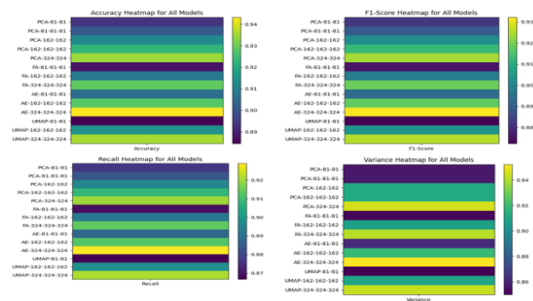 Accuracy Heatmap for All Models
PCA-81-81
PCA-81-81-81
PCA-162-162
PCA-162-162-162
PCA-324-324
FA-81-81-81
FA-162-162-162
FA-324-324-324
AE-81-81-81
AE-162-162-162
AE-324-324-324
UMAP-81-81
UMAP-162-162-162
UMAP-324-324-324
Accuracy
0.94
0.93
0.92
0.91
0.90
0.89
F1-Score Heatmap for All Models
PCA-81-81
PCA-81-81-81
PCA-162-162
PCA-162-162-162
PCA-324-324
FA-81-81-81
FA-162-162-162
FA-324-324-324
AE-81-81-81
AE-162-162-162
AE-324-324-324
UMAP-81-81
UMAP-162-162-162
UMAP-324-324-324
F1-Score
0.93
0.92
0.91
0.90
0.89
0.88
Recall Heatmap for All Models
PCA-81-81
PCA-81-81-81
PCA-162-162
PCA-162-162-162
PCA-324-324
FA-81-81-81
FA-162-162-162
FA-324-324-324
AE-81-81-81
AE-162-162-162
AE-324-324-324
UMAP-81-81
UMAP-162-162-162
UMAP-324-324-324
Recall
0.92
0.91
0.90
0.89
0.88
0.87
Variance Heatmap for All Models
PCA-81-81
PCA-81-81-81
PCA-162-162
PCA-162-162-162
PCA-324-324
FA-81-81-81
FA-162-162-162
FA-324-324-324
AE-81-81-81
AE-162-162-162
AE-324-324-324
UMAP-81-81
UMAP-162-162-162
UMAP-324-324-324
Variance
0.94
0.92
0.90
0.88
0.86